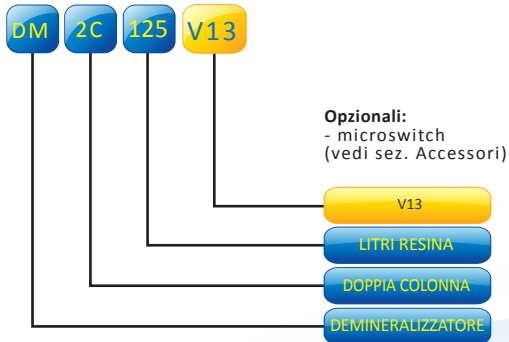 DM 2C 125 V13
Opzionali:
- microswitch
(vedi sez. Accessori)
V13
LITRI RESINA
DOPPIA COLONNA
DEMINERALIZZATORE